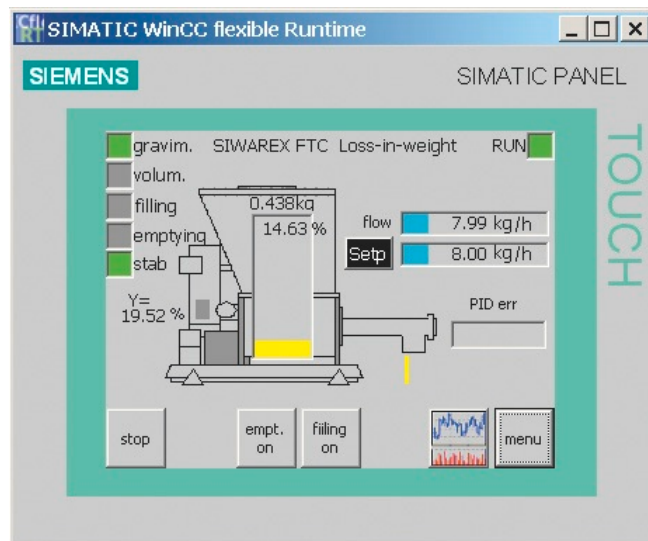 SIMATIC WinCC flexible Runtime
SIEMENS
SIMATIC PANEL
TOUCH
gravim.
SIWAREX FTC Loss-in-weight
RUN
volum.
filling
emptying
stab
0.438kg
14.63 %
flow
7.99 kg/h
Setp
8.00 kg/h
Y=
19.52 %
PID err
stop
empt.
on
fiiling
on
menu